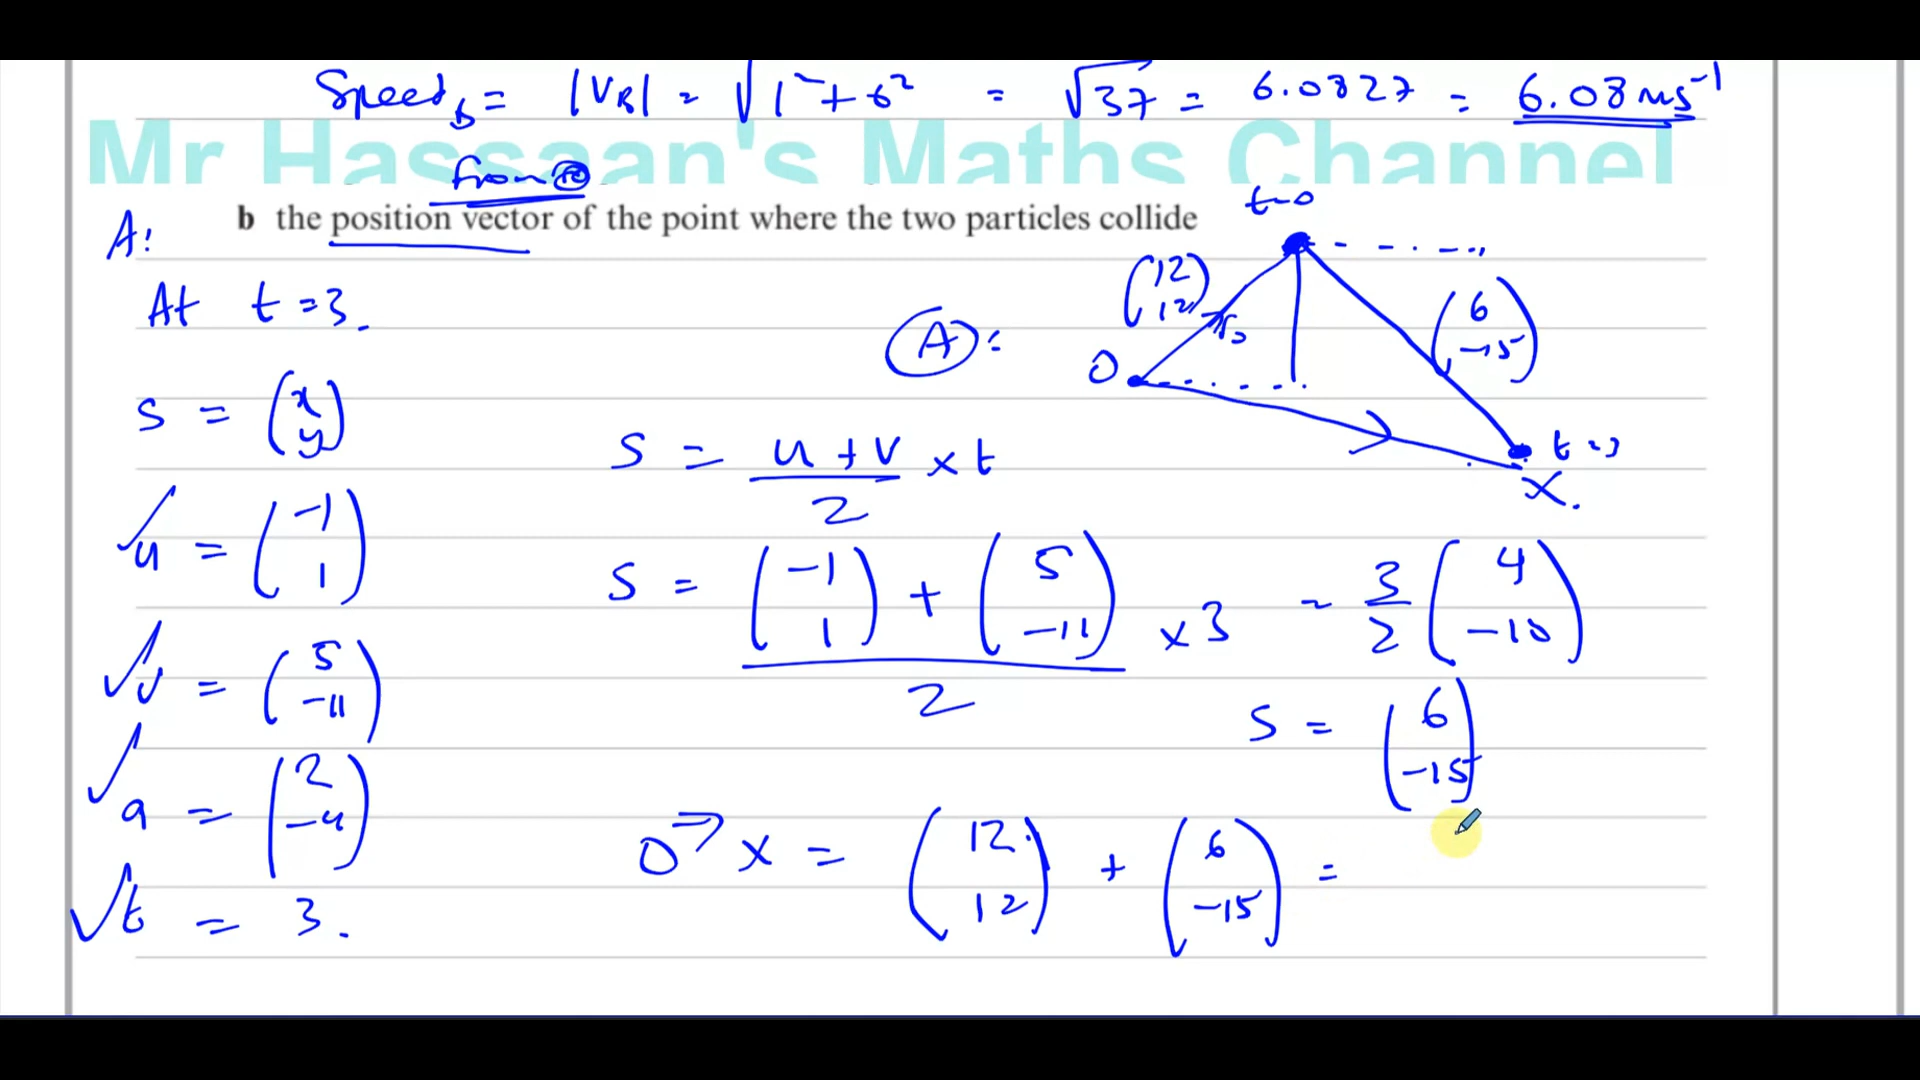 Speed_B = |V_B| = √1² + 6² = √37 = 6.0827 = 6.08 ms⁻¹
Mr Hassaan's Maths Channel
from O
b the position vector of the point where the two particles collide
A:
At t = 3.
s = (x y)
u = (-1 1)
v = (5 -11)
a = (2 -4)
t = 3.
A :
t=0
(12 12)
r₀
O
(6 -15)
t=3
X.
s = u + v / 2 × t
s = (-1 1) + (5 -11) / 2 × 3 = 3/2 (4 -10)
s = (6 -15)
O→X = (12 12) + (6 -15) =